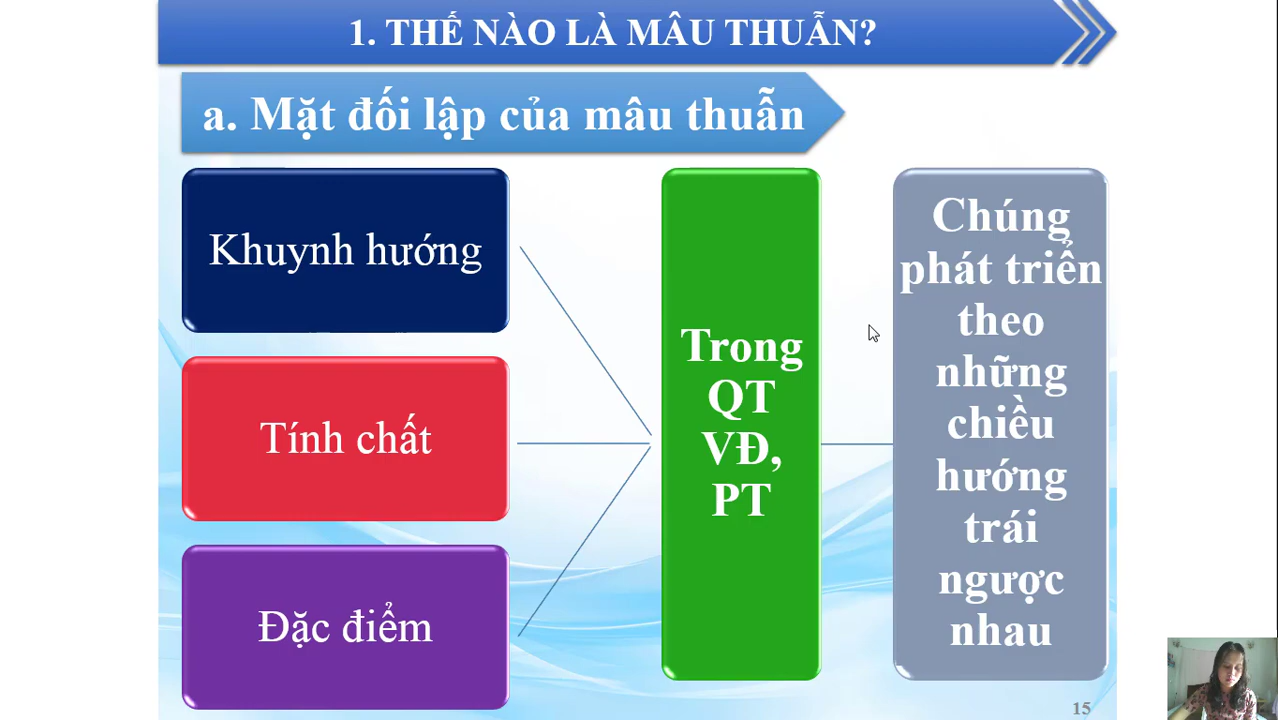 1. THẾ NÀO LÀ MÂU THUẪN?
a. Mặt đối lập của mâu thuẫn
Khuynh hướng
Tính chất
Đặc điểm
Trong
QT
VĐ,
PT
Chúng
phát triển
theo
những
chiều
hướng
trái
ngược
nhau
15